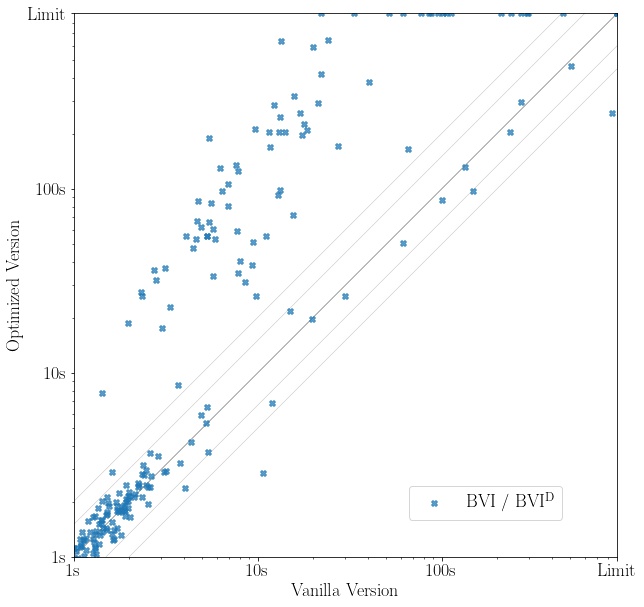 Limit
100s
10s
1s
Optimized Version
1s
10s
100s
Limit
Vanilla Version
BVI / BVI^D